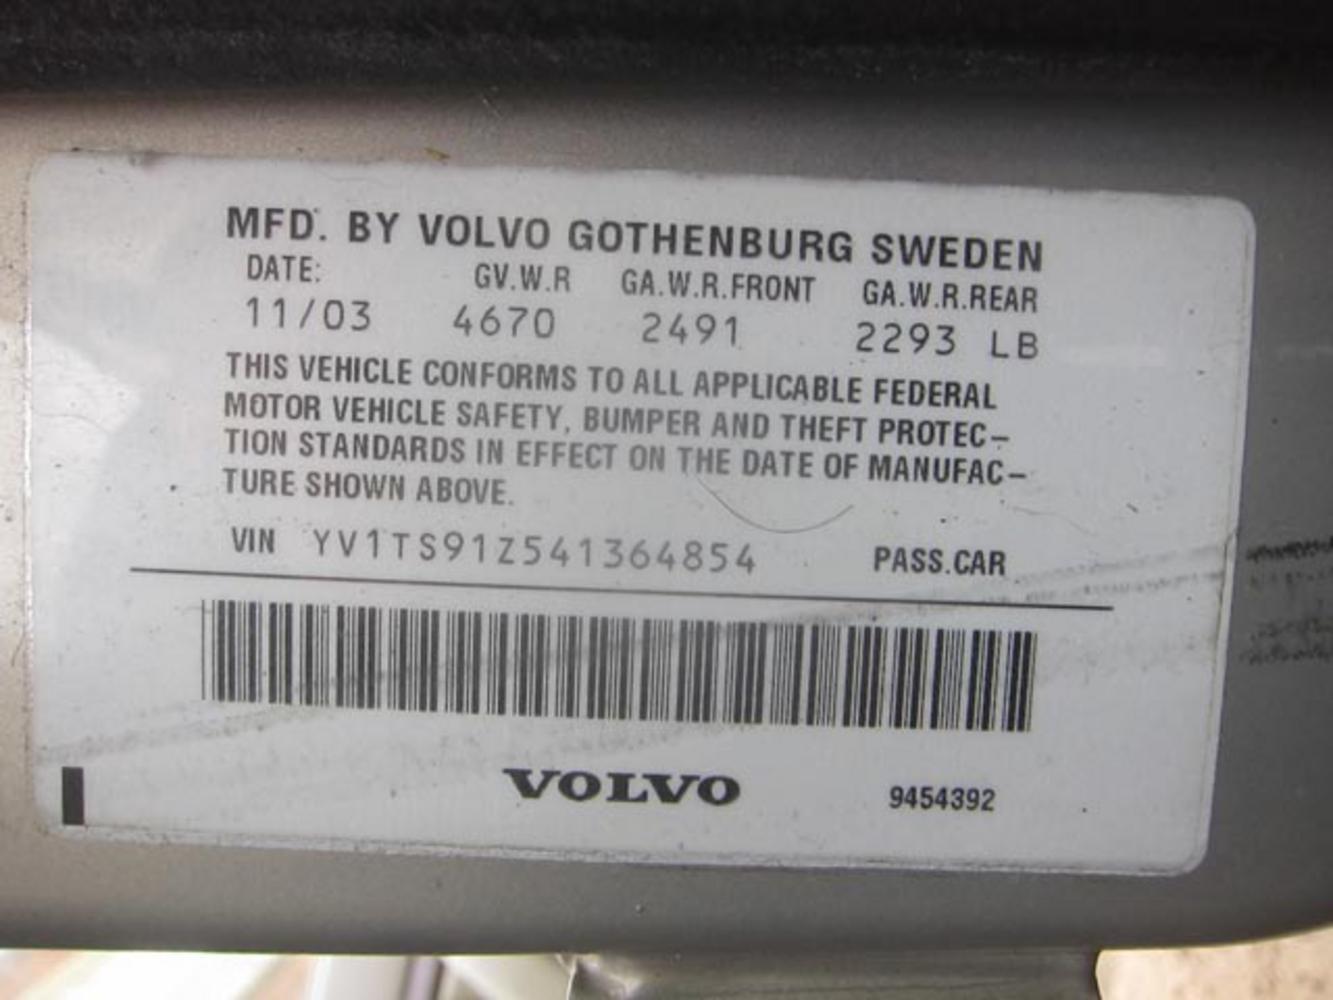 MFD. BY VOLVO GOTHENBURG SWEDEN
DATE: GV.W.R GA.W.R.FRONT GA.W.R.REAR
11/03 4670 2491 2293 LB
THIS VEHICLE CONFORMS TO ALL APPLICABLE FEDERAL
MOTOR VEHICLE SAFETY, BUMPER AND THEFT PROTEC-
TION STANDARDS IN EFFECT ON THE DATE OF MANUFAC-
TURE SHOWN ABOVE.
VIN YV1TS91Z541364854 PASS.CAR
VOLVO 9454392